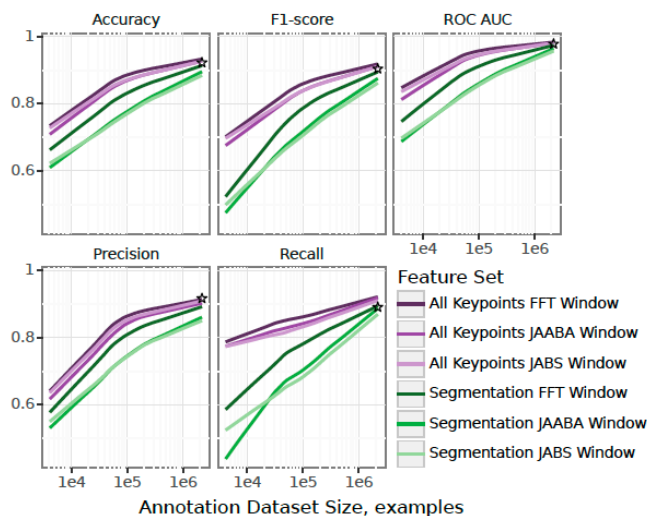 Accuracy F1-score ROC AUC
1
0.8
0.6
1e4 1e5 1e6
Precision Recall
1
0.8
0.6
1e4 1e5 1e6 1e4 1e5 1e6
Feature Set
All Keypoints FFT Window
All Keypoints JAABA Window
All Keypoints JABS Window
Segmentation FFT Window
Segmentation JAABA Window
Segmentation JABS Window
Annotation Dataset Size, examples